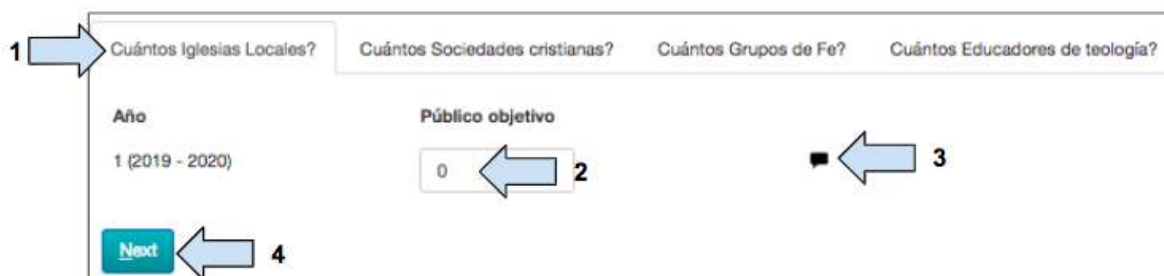 1 Cuántos Iglesias Locales? Cuántos Sociedades cristianas? Cuántos Grupos de Fe? Cuántos Educadores de teología?
Año Público objetivo
1 (2019 - 2020) 0 2 3
Next 4